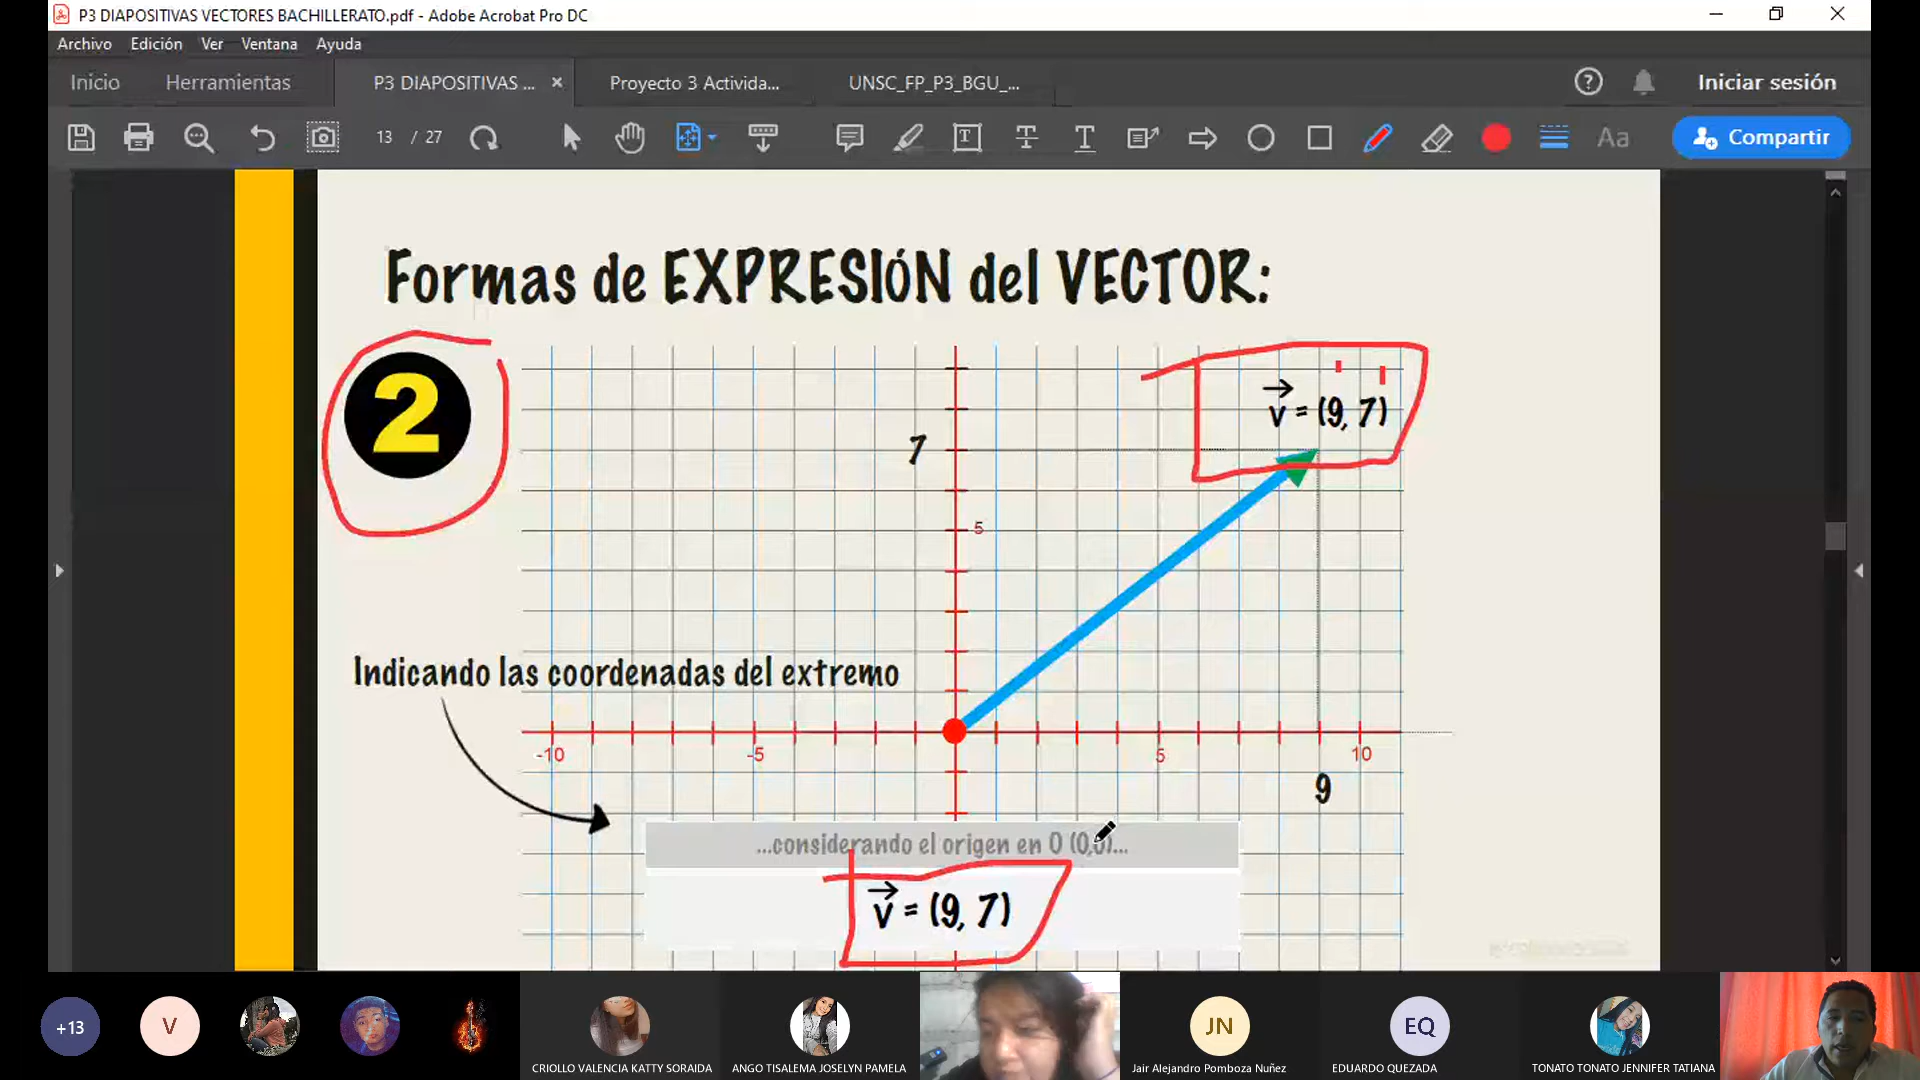 P3 DIAPOSITIVAS VECTORES BACHILLERATO.pdf - Adobe Acrobat Pro DC
Archivo Edición Ver Ventana Ayuda
Inicio Herramientas P3 DIAPOSITIVAS ... × Proyecto 3 Activida... UNSC_FP_P3_BGU_... Iniciar sesión
13 / 27 Aa Compartir
Formas de EXPRESIÓN del VECTOR:
2
v = (9, 7)
7
5
Indicando las coordenadas del extremo
-10 -5 5 10
9
...considerando el origen en O (0,0)...
v = (9, 7)
+13 V JN EQ
CRIOLLO VALENCIA KATTY SORAIDA ANGO TISALEMA JOSELYN PAMELA Jair Alejandro Pomboza Nuñez EDUARDO QUEZADA TONATO TONATO JENNIFER TATIANA